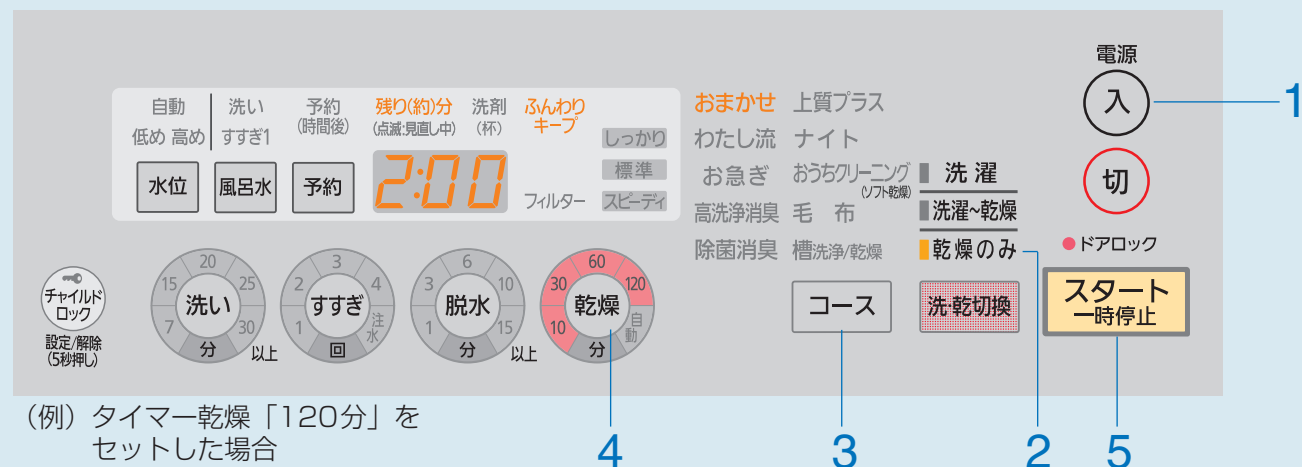 電源
入
1
切
ドアロック
スタート
一時停止
5
自動
低め 高め
洗い
すすぎ1
予約
(時間後)
残り(約)分
(点滅:見直し中)
洗剤
(杯)
ふんわり
キープ
しっかり
標準
フィルター スピーディ
水位
風呂水
予約
2:00
おまかせ 上質プラス
わたし流 ナイト
お急ぎ おうちクリーニング
(ソフト乾燥)
高洗浄消臭 毛 布
除菌消臭 槽洗浄/乾燥
洗 濯
洗濯~乾燥
乾燥のみ
2
コース
3
洗・乾切換
チャイルド
ロック
設定/解除
(5秒押し)
7 15 20 25 30
洗い
分 以上
1 2 3 4 注水
すすぎ
回
1 3 6 10 15
脱水
分 以上
10 30 60 120 自動
乾燥
分
4
(例) タイマー乾燥「120分」を
セットした場合